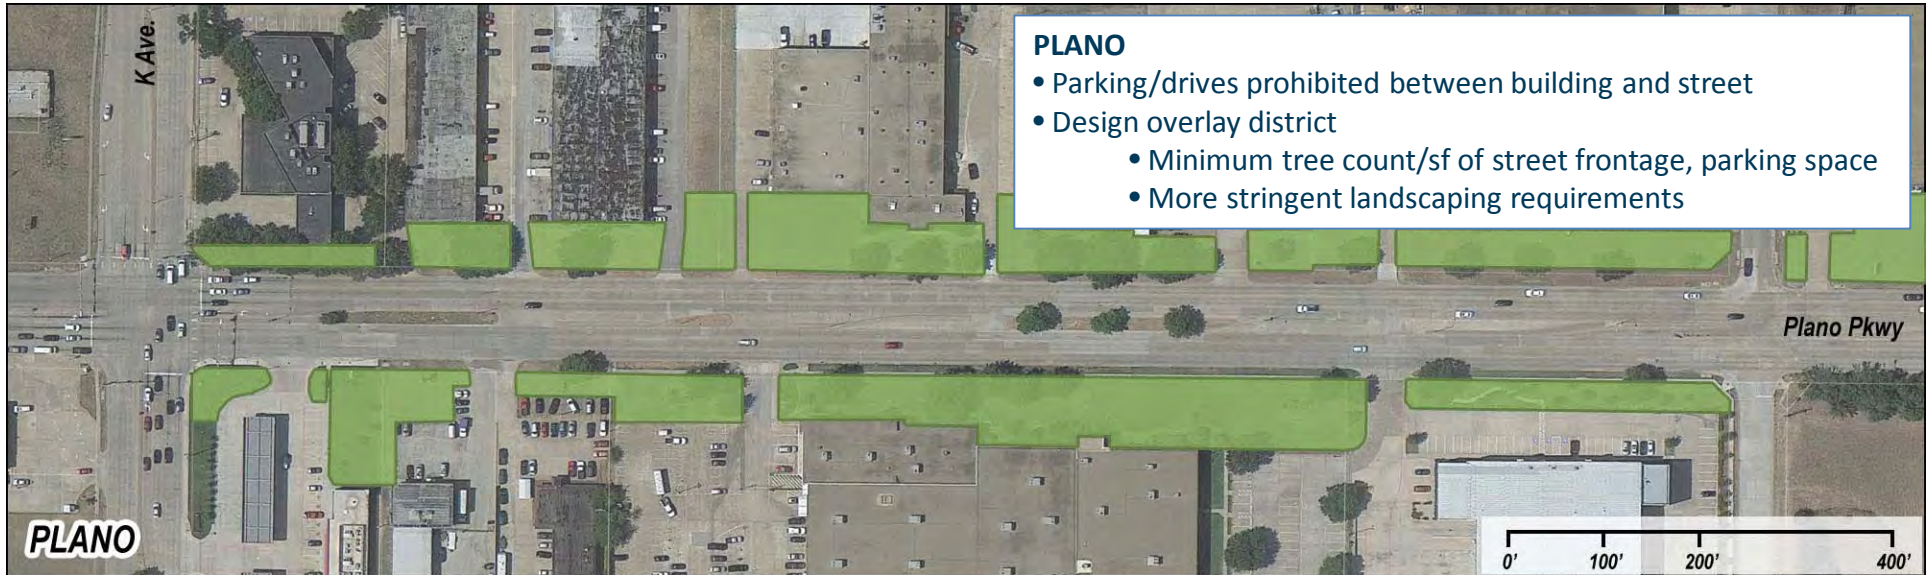 K Ave.
PLANO
• Parking/drives prohibited between building and street
• Design overlay district
• Minimum tree count/sf of street frontage, parking space
• More stringent landscaping requirements
Plano Pkwy
PLANO
0' 100' 200' 400'